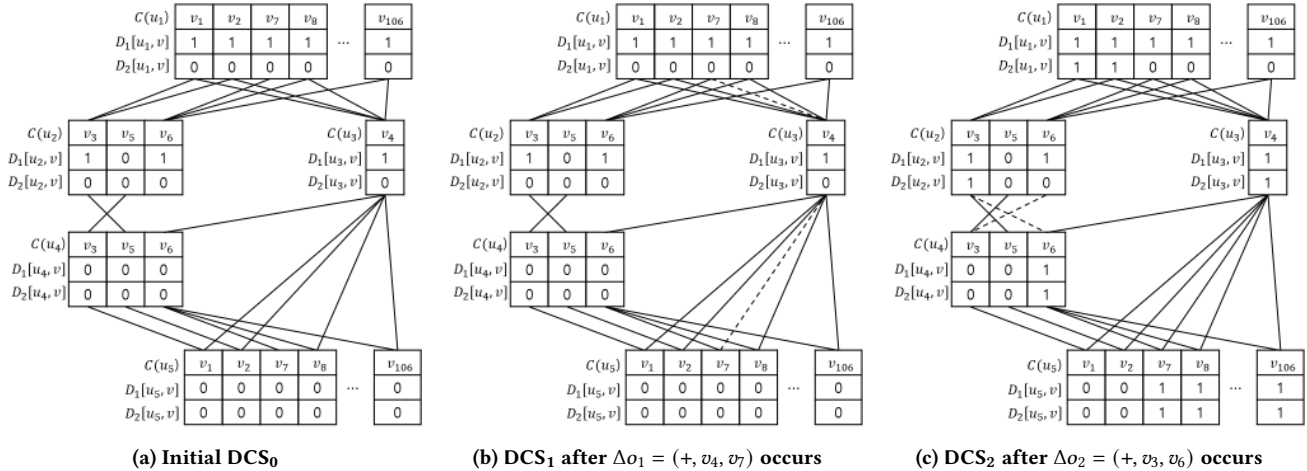 C(u₁) v₁ v₂ v₇ v₈ v₁₀₆
D₁[u₁, v] 1 1 1 1 ... 1
D₂[u₁, v] 0 0 0 0 0
C(u₂) v₃ v₅ v₆ C(u₃) v₄
D₁[u₂, v] 1 0 1 D₁[u₃, v] 1
D₂[u₂, v] 0 0 0 D₂[u₃, v] 0
C(u₄) v₃ v₅ v₆
D₁[u₄, v] 0 0 0
D₂[u₄, v] 0 0 0
C(u₅) v₁ v₂ v₇ v₈ v₁₀₆
D₁[u₅, v] 0 0 0 0 ... 0
D₂[u₅, v] 0 0 0 0 0
(a) Initial DCS₀
C(u₁) v₁ v₂ v₇ v₈ v₁₀₆
D₁[u₁, v] 1 1 1 1 ... 1
D₂[u₁, v] 0 0 0 0 0
C(u₂) v₃ v₅ v₆ C(u₃) v₄
D₁[u₂, v] 1 0 1 D₁[u₃, v] 1
D₂[u₂, v] 0 0 0 D₂[u₃, v] 0
C(u₄) v₃ v₅ v₆
D₁[u₄, v] 0 0 0
D₂[u₄, v] 0 0 0
C(u₅) v₁ v₂ v₇ v₈ v₁₀₆
D₁[u₅, v] 0 0 0 0 ... 0
D₂[u₅, v] 0 0 0 0 0
(b) DCS₁ after Δo₁ = (+, v₄, v₇) occurs
C(u₁) v₁ v₂ v₇ v₈ v₁₀₆
D₁[u₁, v] 1 1 1 1 ... 1
D₂[u₁, v] 1 1 0 0 0
C(u₂) v₃ v₅ v₆ C(u₃) v₄
D₁[u₂, v] 1 0 1 D₁[u₃, v] 1
D₂[u₂, v] 1 0 0 D₂[u₃, v] 1
C(u₄) v₃ v₅ v₆
D₁[u₄, v] 0 0 1
D₂[u₄, v] 0 0 1
C(u₅) v₁ v₂ v₇ v₈ v₁₀₆
D₁[u₅, v] 0 0 1 1 ... 1
D₂[u₅, v] 0 0 1 1 1
(c) DCS₂ after Δo₂ = (+, v₃, v₆) occurs